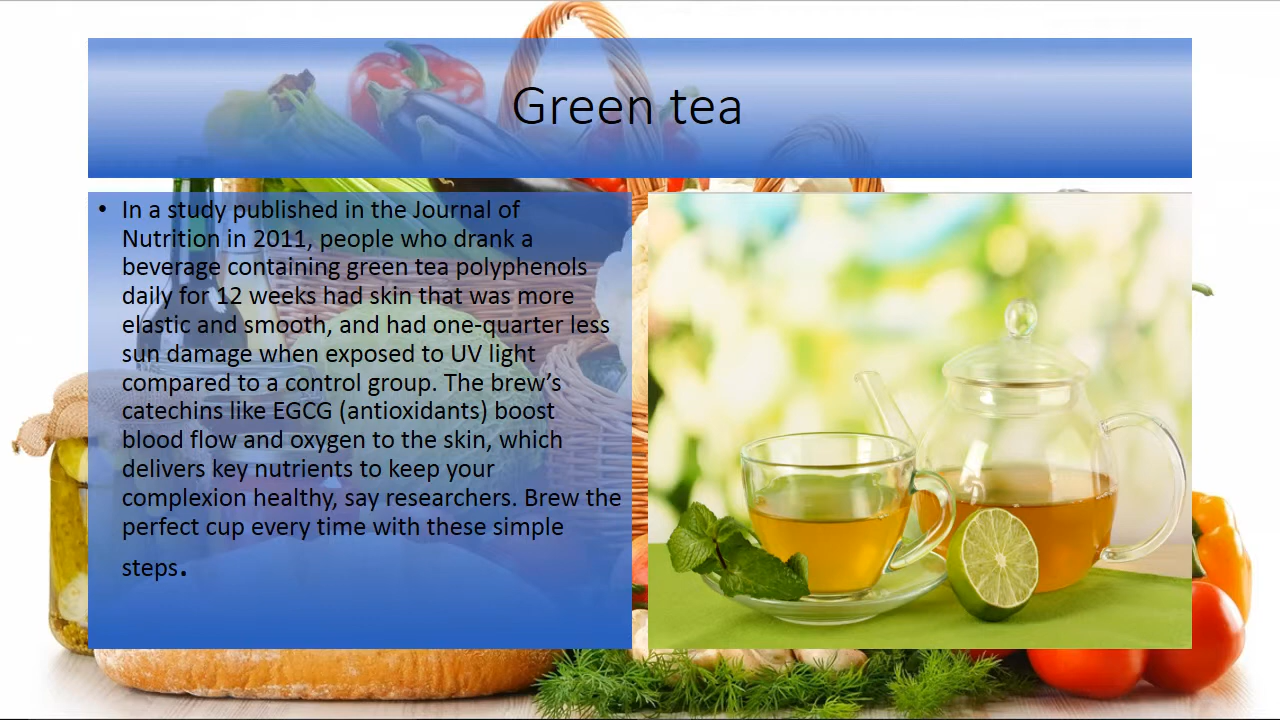 Green tea
• In a study published in the Journal of
Nutrition in 2011, people who drank a
beverage containing green tea polyphenols
daily for 12 weeks had skin that was more
elastic and smooth, and had one-quarter less
sun damage when exposed to UV light
compared to a control group. The brew’s
catechins like EGCG (antioxidants) boost
blood flow and oxygen to the skin, which
delivers key nutrients to keep your
complexion healthy, say researchers. Brew the
perfect cup every time with these simple
steps.